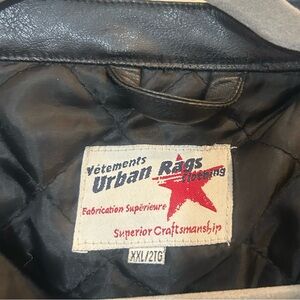 Vêtements
Urban Rags
Clothing
Fabrication Supérieure
Superior Craftsmanship
XXL/2TG